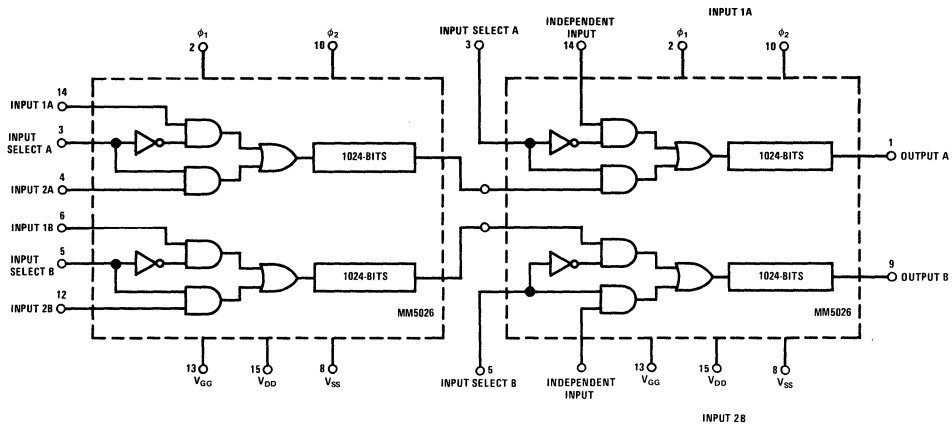 INPUT 1A
ϕ1
2
ϕ2
10
INPUT SELECT A
3
INDEPENDENT
INPUT
14
ϕ1
2
ϕ2
10
14
INPUT 1A
3
INPUT
SELECT A
4
INPUT 2A
6
INPUT 1B
5
INPUT
SELECT B
12
INPUT 2B
1024-BITS
1024-BITS
MM5026
1024-BITS
1
OUTPUT A
1024-BITS
9
OUTPUT B
MM5026
13
VGG
15
VDD
8
VSS
5
INPUT SELECT B
INDEPENDENT
INPUT
13
VGG
15
VDD
8
VSS
INPUT 2B